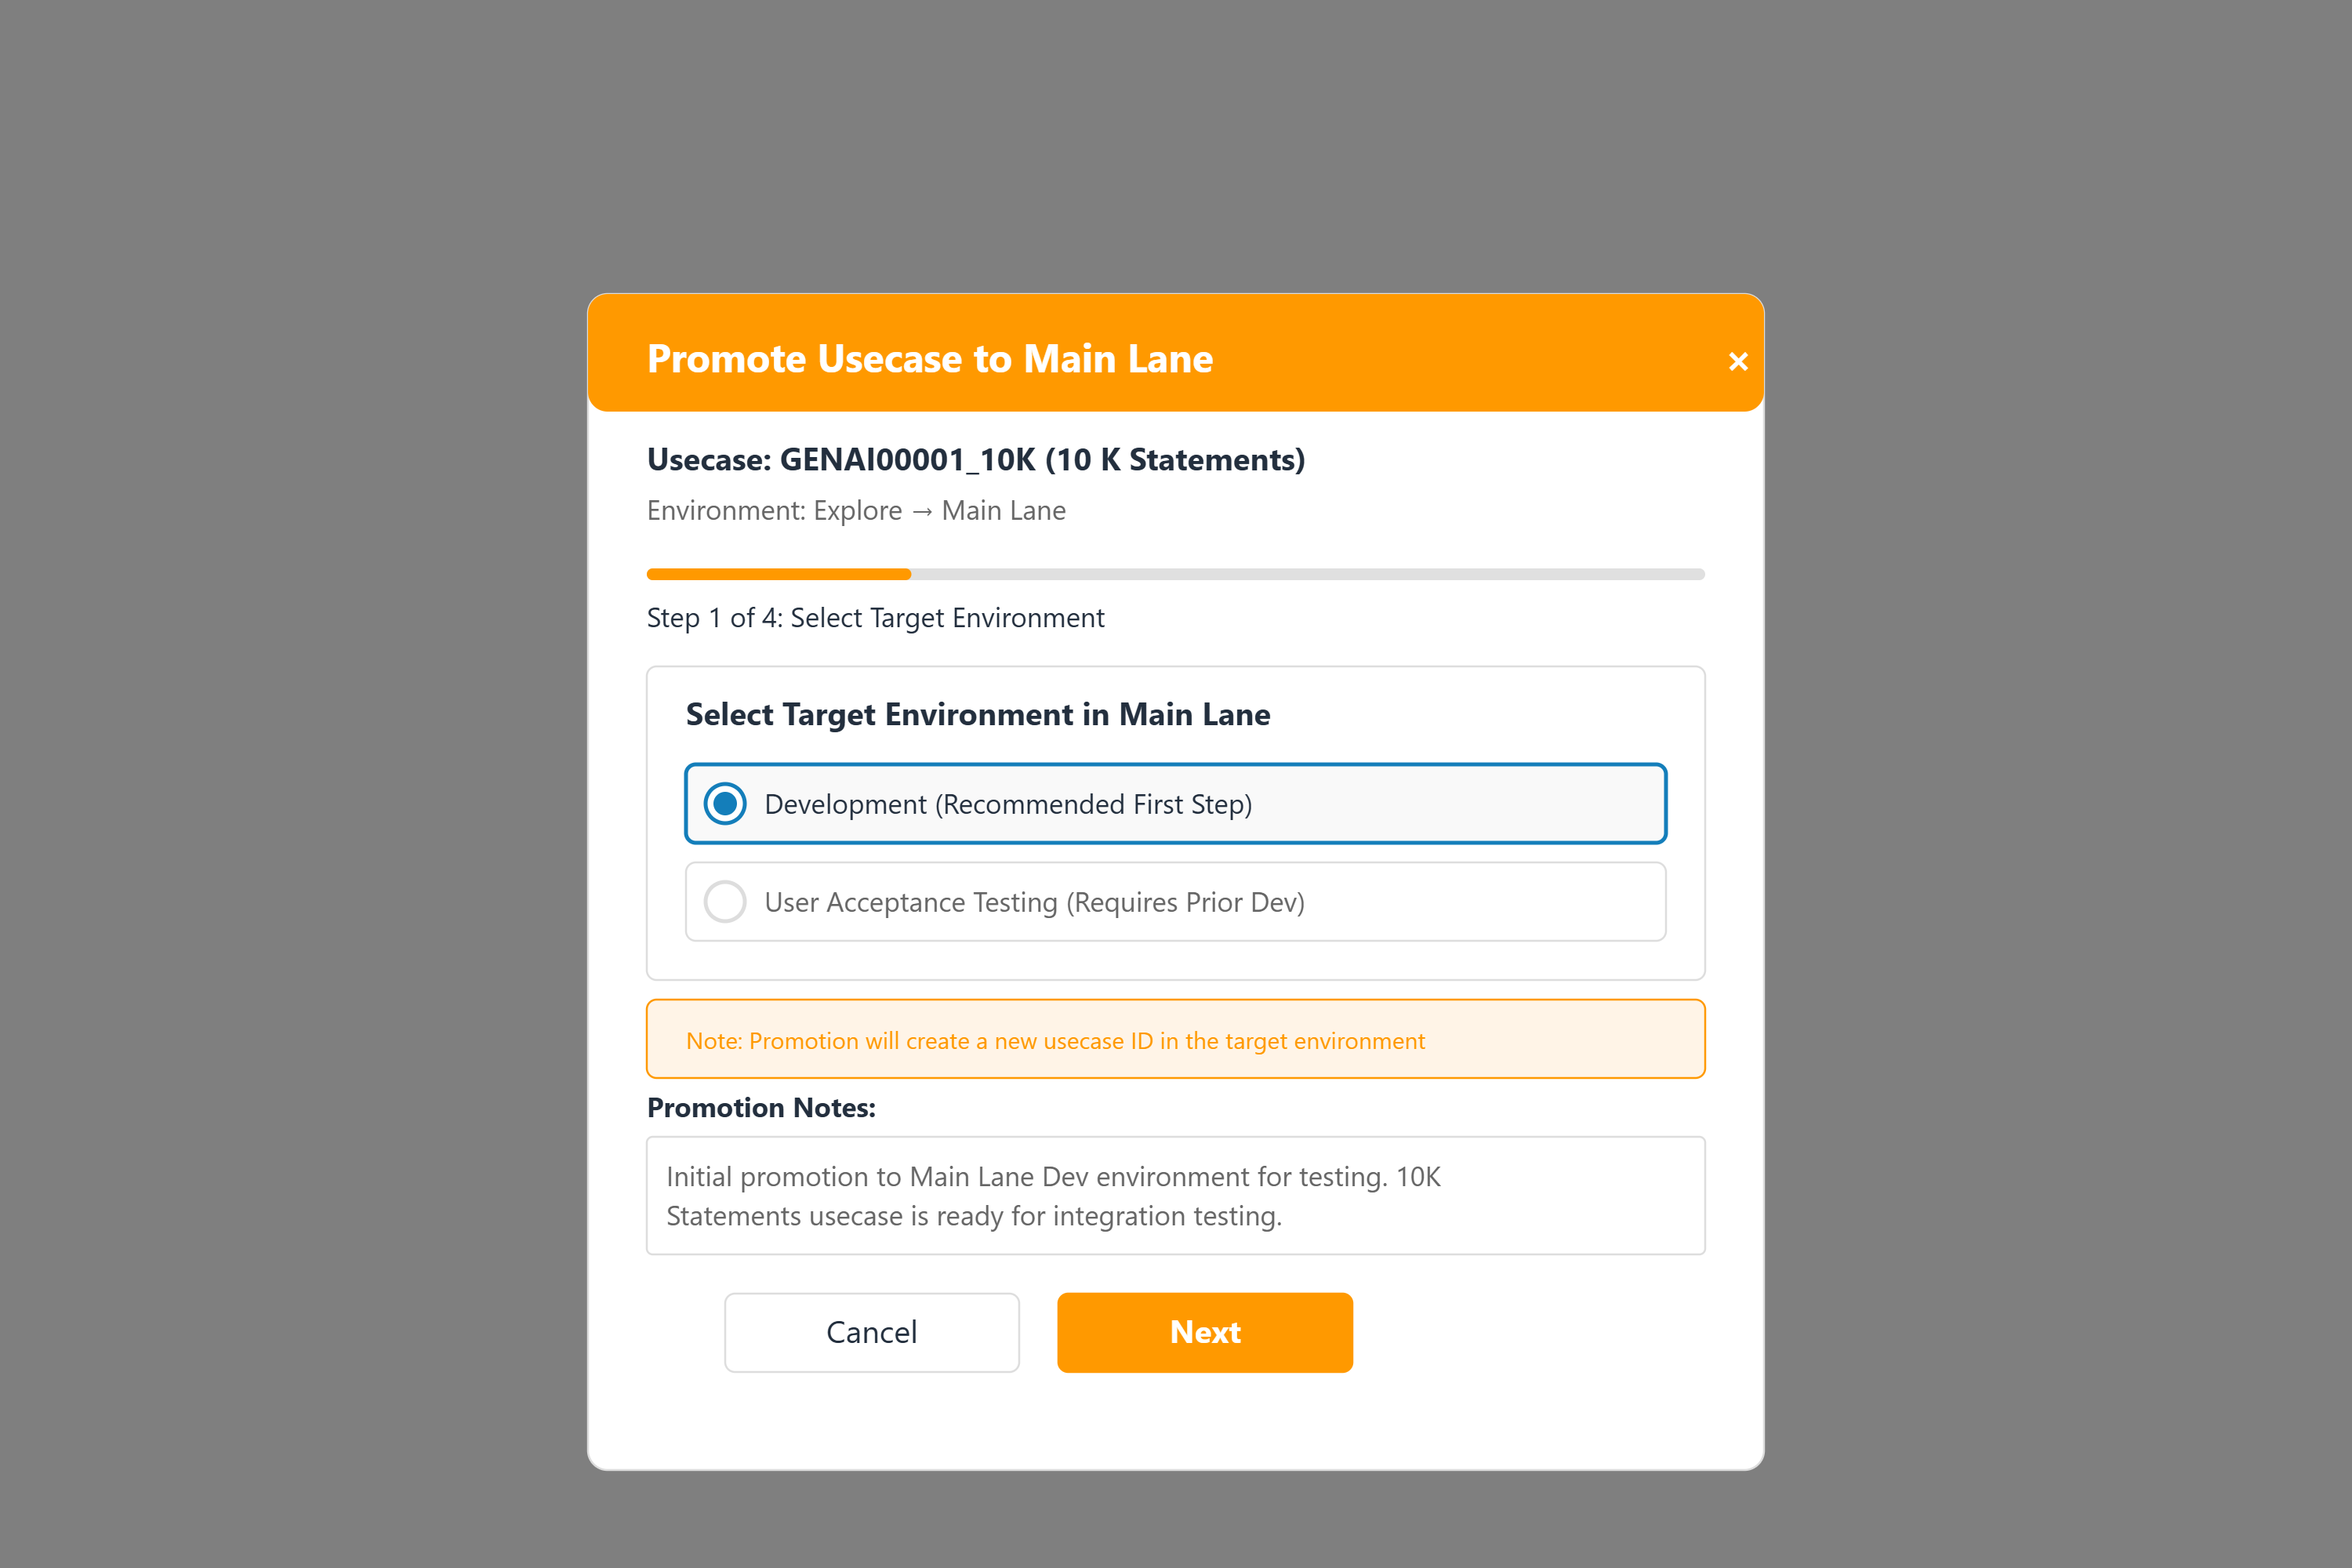 Promote Usecase to Main Lane ×
Usecase: GENAI00001_10K (10 K Statements)
Environment: Explore → Main Lane
Step 1 of 4: Select Target Environment
Select Target Environment in Main Lane
Development (Recommended First Step)
User Acceptance Testing (Requires Prior Dev)
Note: Promotion will create a new usecase ID in the target environment
Promotion Notes:
Initial promotion to Main Lane Dev environment for testing. 10K
Statements usecase is ready for integration testing.
Cancel Next